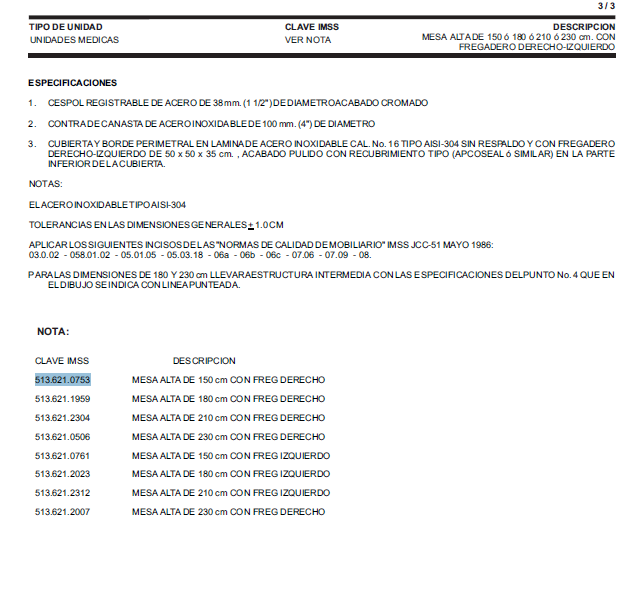 3 / 3
TIPO DE UNIDAD CLAVE IMSS DESCRIPCION
UNIDADES MEDICAS VER NOTA MESA ALTA DE 150 ó 180 ó 210 ó 230 cm. CON
FREGADERO DERECHO-IZQUIERDO
ESPECIFICACIONES
1. CESPOL REGISTRABLE DE ACERO DE 38 mm. (1 1/2") DE DIAMETRO ACABADO CROMADO
2. CONTRA DE CANASTA DE ACERO INOXIDABLE DE 100 mm. (4") DE DIAMETRO
3. CUBIERTA Y BORDE PERIMETRAL EN LAMINA DE ACERO INOXIDABLE CAL. No. 16 TIPO AISI-304 SIN RESPALDO Y CON FREGADERO
DERECHO-IZQUIERDO DE 50 x 50 x 35 cm. , ACABADO PULIDO CON RECUBRIMIENTO TIPO (APCOSEAL ó SIMILAR) EN LA PARTE
INFERIOR DE LA CUBIERTA.
NOTAS:
EL ACERO INOXIDABLE TIPO AISI-304
TOLERANCIAS EN LAS DIMENSIONES GENERALES ± 1.0 CM
APLICAR LOS SIGUIENTES INCISOS DE LAS "NORMAS DE CALIDAD DE MOBILIARIO" IMSS JCC-51 MAYO 1986:
03.0.02 - 058.01.02 - 05.01.05 - 05.03.18 - 06a - 06b - 06c - 07.06 - 07.09 - 08.
PARA LAS DIMENSIONES DE 180 Y 230 cm LLEVARA ESTRUCTURA INTERMEDIA CON LAS ESPECIFICACIONES DEL PUNTO No. 4 QUE EN
EL DIBUJO SE INDICA CON LINEA PUNTEADA.
NOTA:
CLAVE IMSS DESCRIPCION
513.621.0753 MESA ALTA DE 150 cm CON FREG DERECHO
513.621.1959 MESA ALTA DE 180 cm CON FREG DERECHO
513.621.2304 MESA ALTA DE 210 cm CON FREG DERECHO
513.621.0506 MESA ALTA DE 230 cm CON FREG DERECHO
513.621.0761 MESA ALTA DE 150 cm CON FREG IZQUIERDO
513.621.2023 MESA ALTA DE 180 cm CON FREG IZQUIERDO
513.621.2312 MESA ALTA DE 210 cm CON FREG IZQUIERDO
513.621.2007 MESA ALTA DE 230 cm CON FREG DERECHO